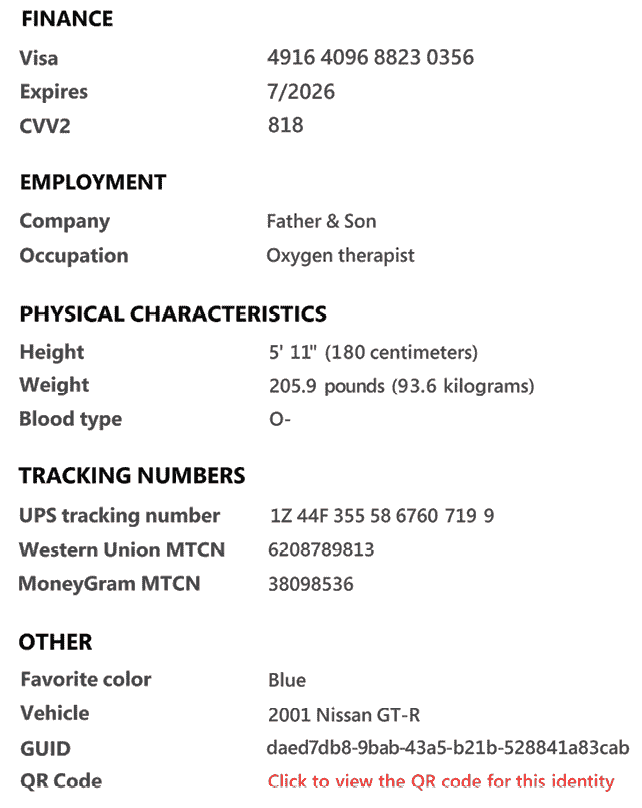 FINANCE
Visa 4916 4096 8823 0356
Expires 7/2026
CVV2 818
EMPLOYMENT
Company Father & Son
Occupation Oxygen therapist
PHYSICAL CHARACTERISTICS
Height 5' 11" (180 centimeters)
Weight 205.9 pounds (93.6 kilograms)
Blood type O-
TRACKING NUMBERS
UPS tracking number 1Z 44F 355 58 6760 719 9
Western Union MTCN 6208789813
MoneyGram MTCN 38098536
OTHER
Favorite color Blue
Vehicle 2001 Nissan GT-R
GUID daed7db8-9bab-43a5-b21b-528841a83cab
QR Code Click to view the QR code for this identity